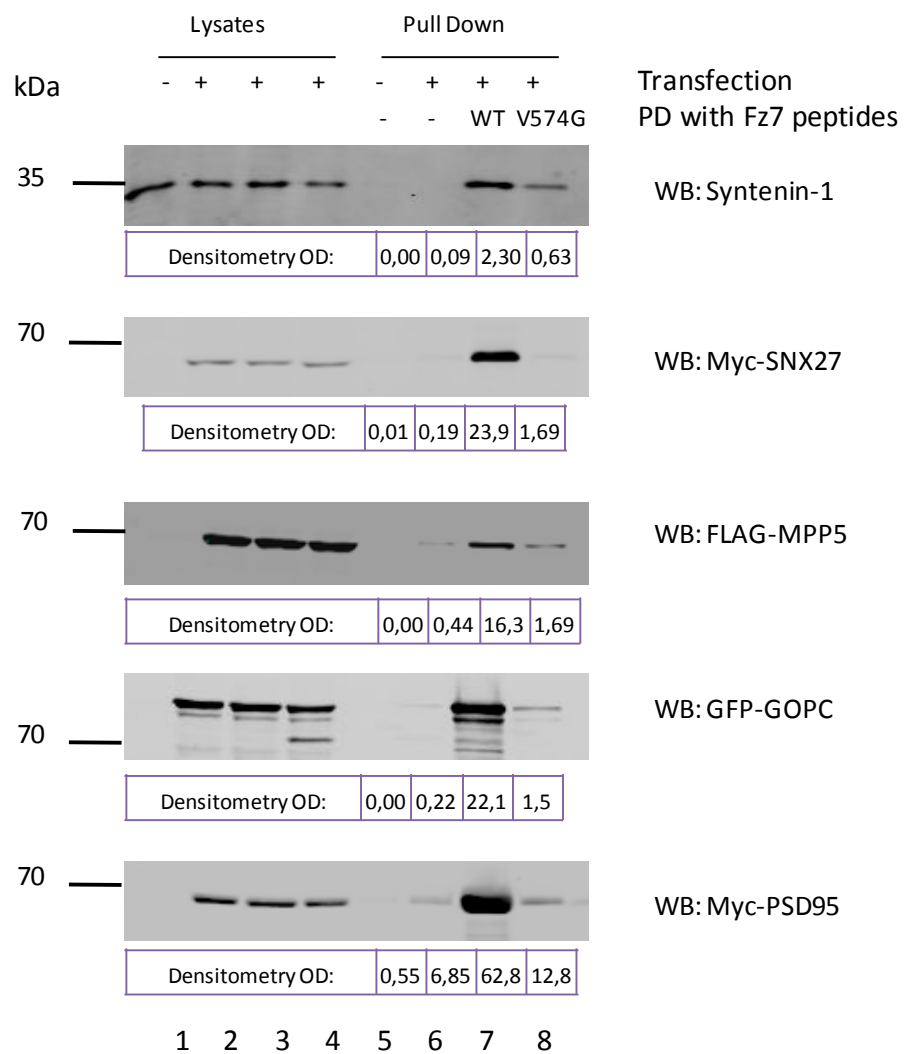 Lysates Pull Down
kDa - + + + - + + + Transfection
- - WT V574G PD with Fz7 peptides
35 WB: Syntenin-1
Densitometry OD: 0,00 0,09 2,30 0,63
70 WB: Myc-SNX27
Densitometry OD: 0,01 0,19 23,9 1,69
70 WB: FLAG-MPP5
Densitometry OD: 0,00 0,44 16,3 1,69
WB: GFP-GOPC
70
Densitometry OD: 0,00 0,22 22,1 1,5
70 WB: Myc-PSD95
Densitometry OD: 0,55 6,85 62,8 12,8
1 2 3 4 5 6 7 8